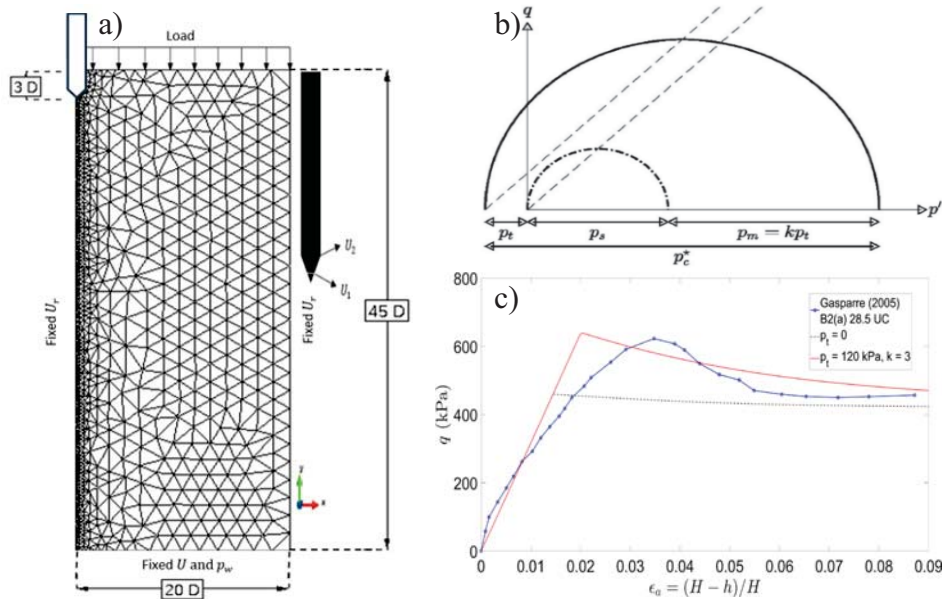 a)
Load
3 D
Fixed U_r
U_2
U_1
Fixed U_r
45 D
y
x
Fixed U and p_w
20 D
b)
q
p'
p_t
p_s
p_m = kp_t
p_c^⋆
c)
800
600
400
200
0
q (kPa)
Gasparre (2005)
B2(a) 28.5 UC
p_t = 0
p_t = 120 kPa, k = 3
0 0.01 0.02 0.03 0.04 0.05 0.06 0.07 0.08 0.09
ϵ_a = (H − h)/H